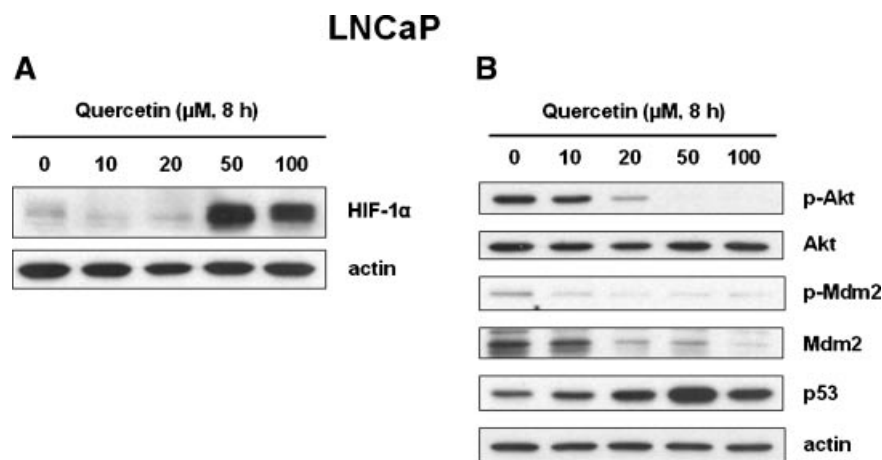 LNCaP
A
Quercetin (µM, 8 h)
0 10 20 50 100
HIF-1α
actin
B
Quercetin (µM, 8 h)
0 10 20 50 100
p-Akt
Akt
p-Mdm2
Mdm2
p53
actin